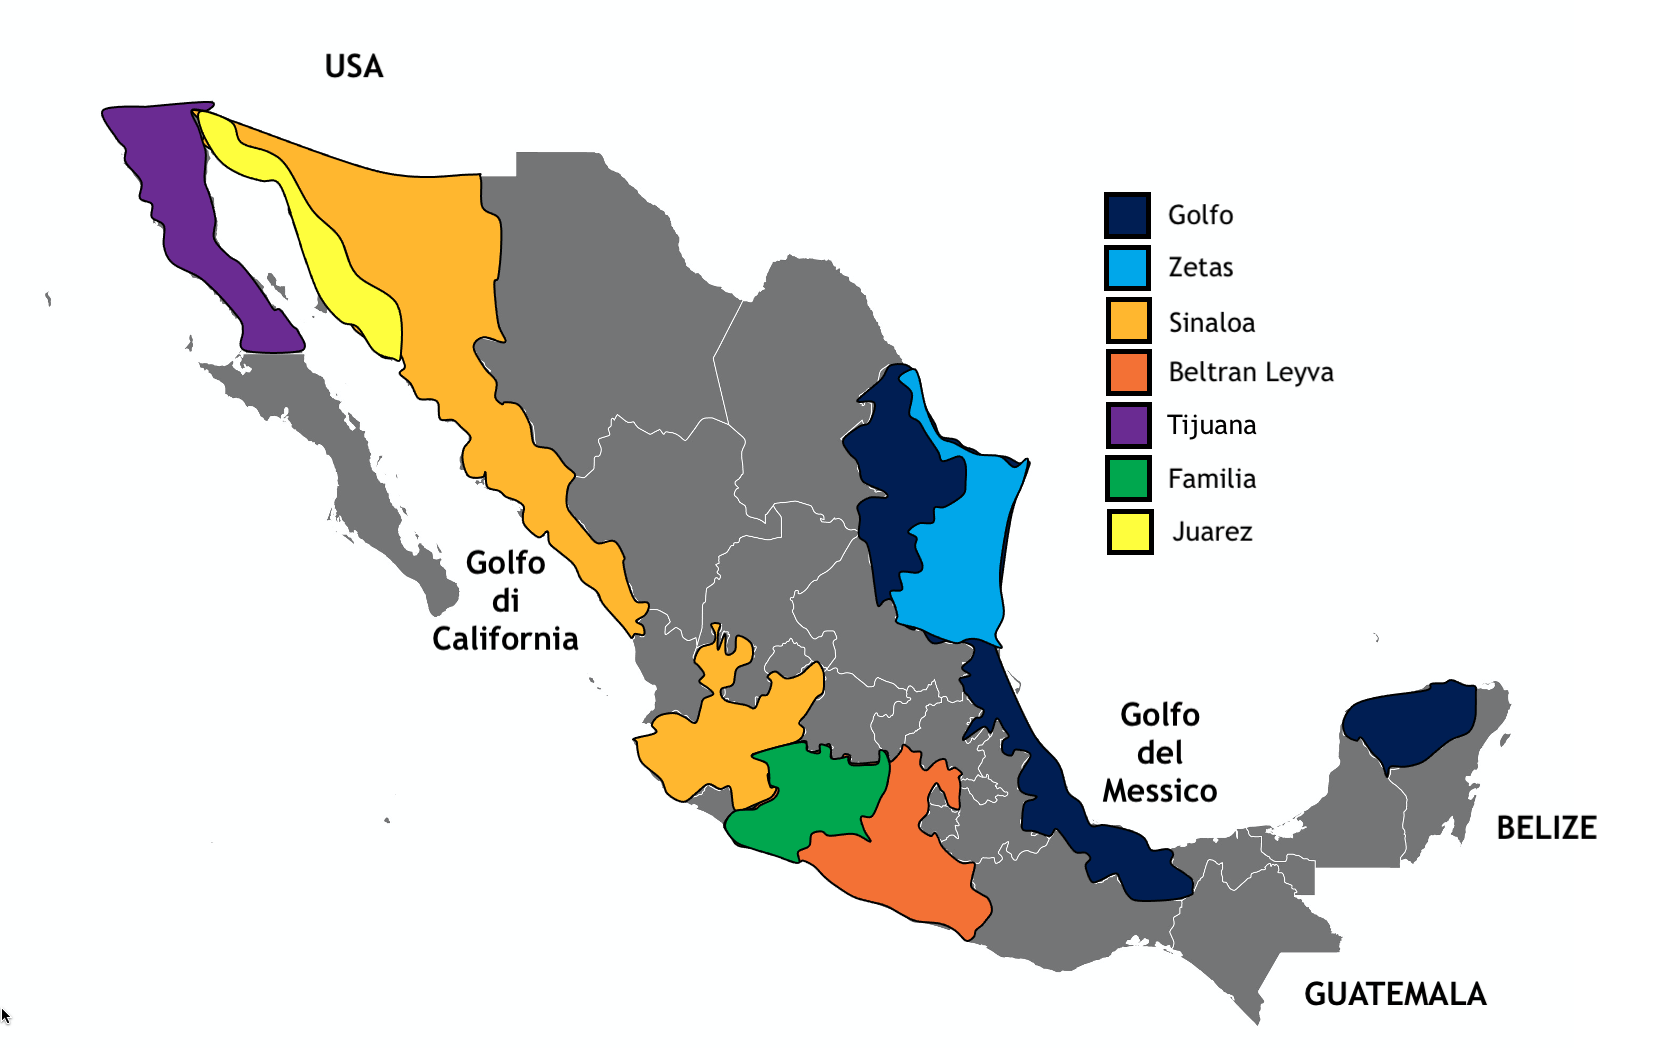 USA
Golfo
Zetas
Sinaloa
Beltran Leyva
Tijuana
Familia
Juarez
Golfo
di
California
Golfo
del
Messico
BELIZE
GUATEMALA